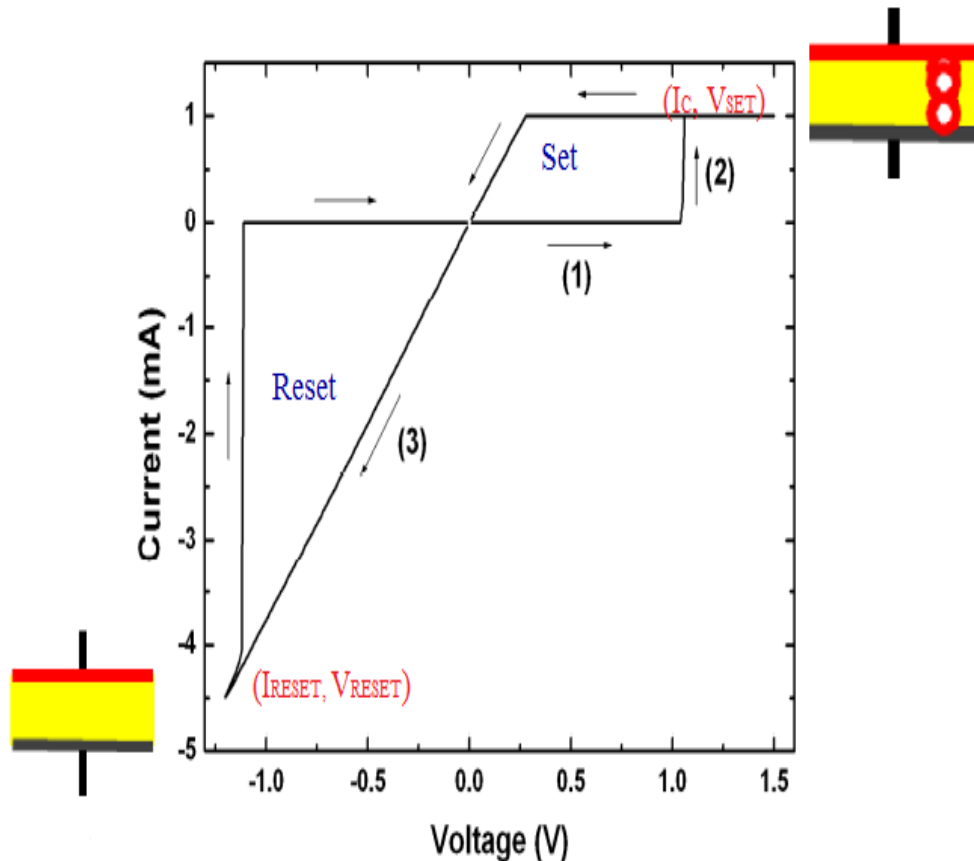 (IC, VSET)
Set
(2)
(1)
Reset
(3)
(IRESET, VRESET)
1
0
-1
-2
-3
-4
-5
Current (mA)
-1.0 -0.5 0.0 0.5 1.0 1.5
Voltage (V)